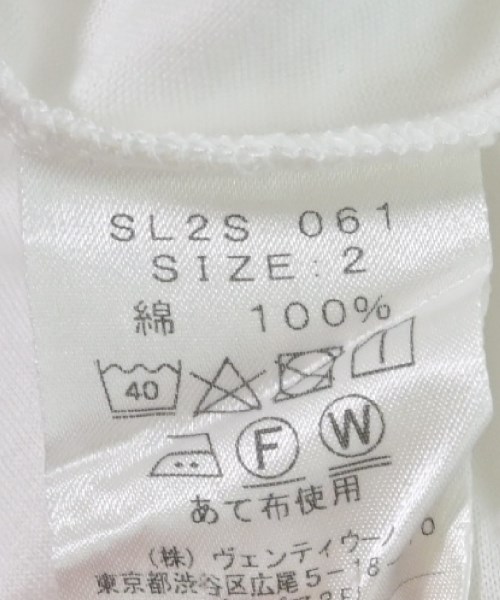 SL2S 061
SIZE:2
綿 100%
40
F W
あて布使用
(株)ヴェンティウーノ
東京都渋谷区広尾5-18-